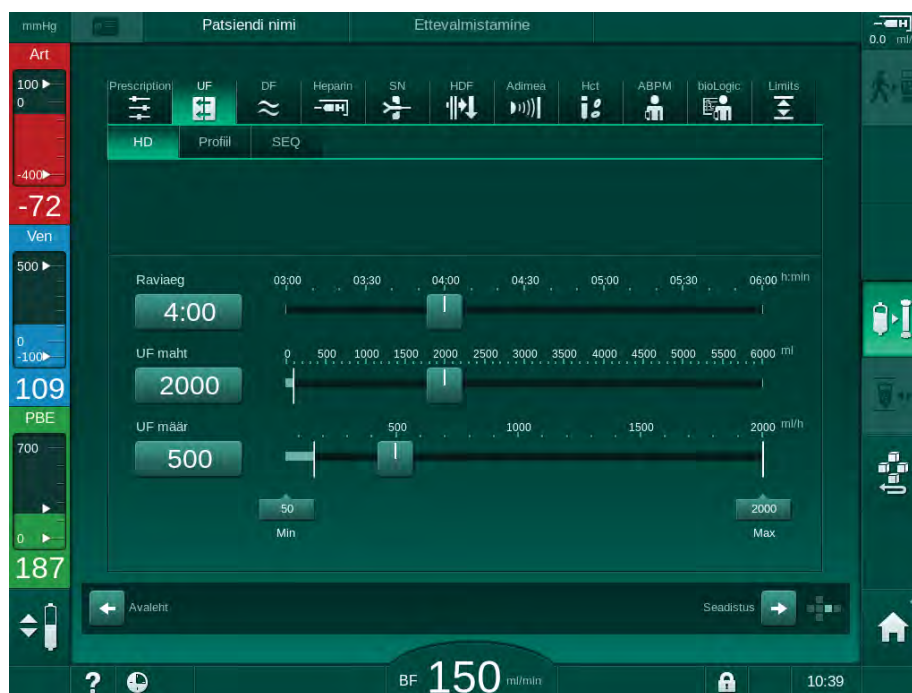 mmHg Patsiendi nimi Ettevalmistamine
0.0 ml/
Art
100
0
-400
-72
Ven
500
0
-100
109
PBE
700
0
187
Prescription UF DF Heparin SN HDF Adimea Hct ABPM bioLogic Limits
HD Profiil SEQ
Raviaeg 03:00 03:30 04:00 04:30 05:00 05:30 06:00 h:min
4:00
UF maht 0 500 1000 1500 2000 2500 3000 3500 4000 4500 5000 5500 6000 ml
2000
UF määr 500 1000 1500 2000 ml/h
500
50 2000
Min Max
Avaleht Seadistus
? BF 150 ml/min 10:39